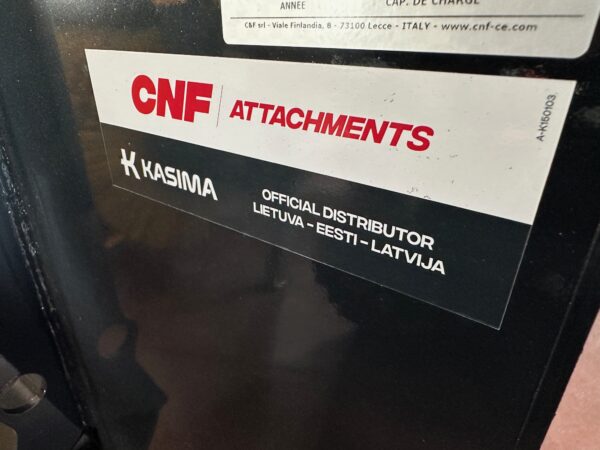 ANNÉE
CAP. DE CHARGE
C&F srl - Viale Finlandia, 8 - 73100 Lecce - ITALY - www.cnf-ce.com
CNF ATTACHMENTS
A-K150103
KASIMA
OFFICIAL DISTRIBUTOR
LIETUVA - EESTI - LATVIJA